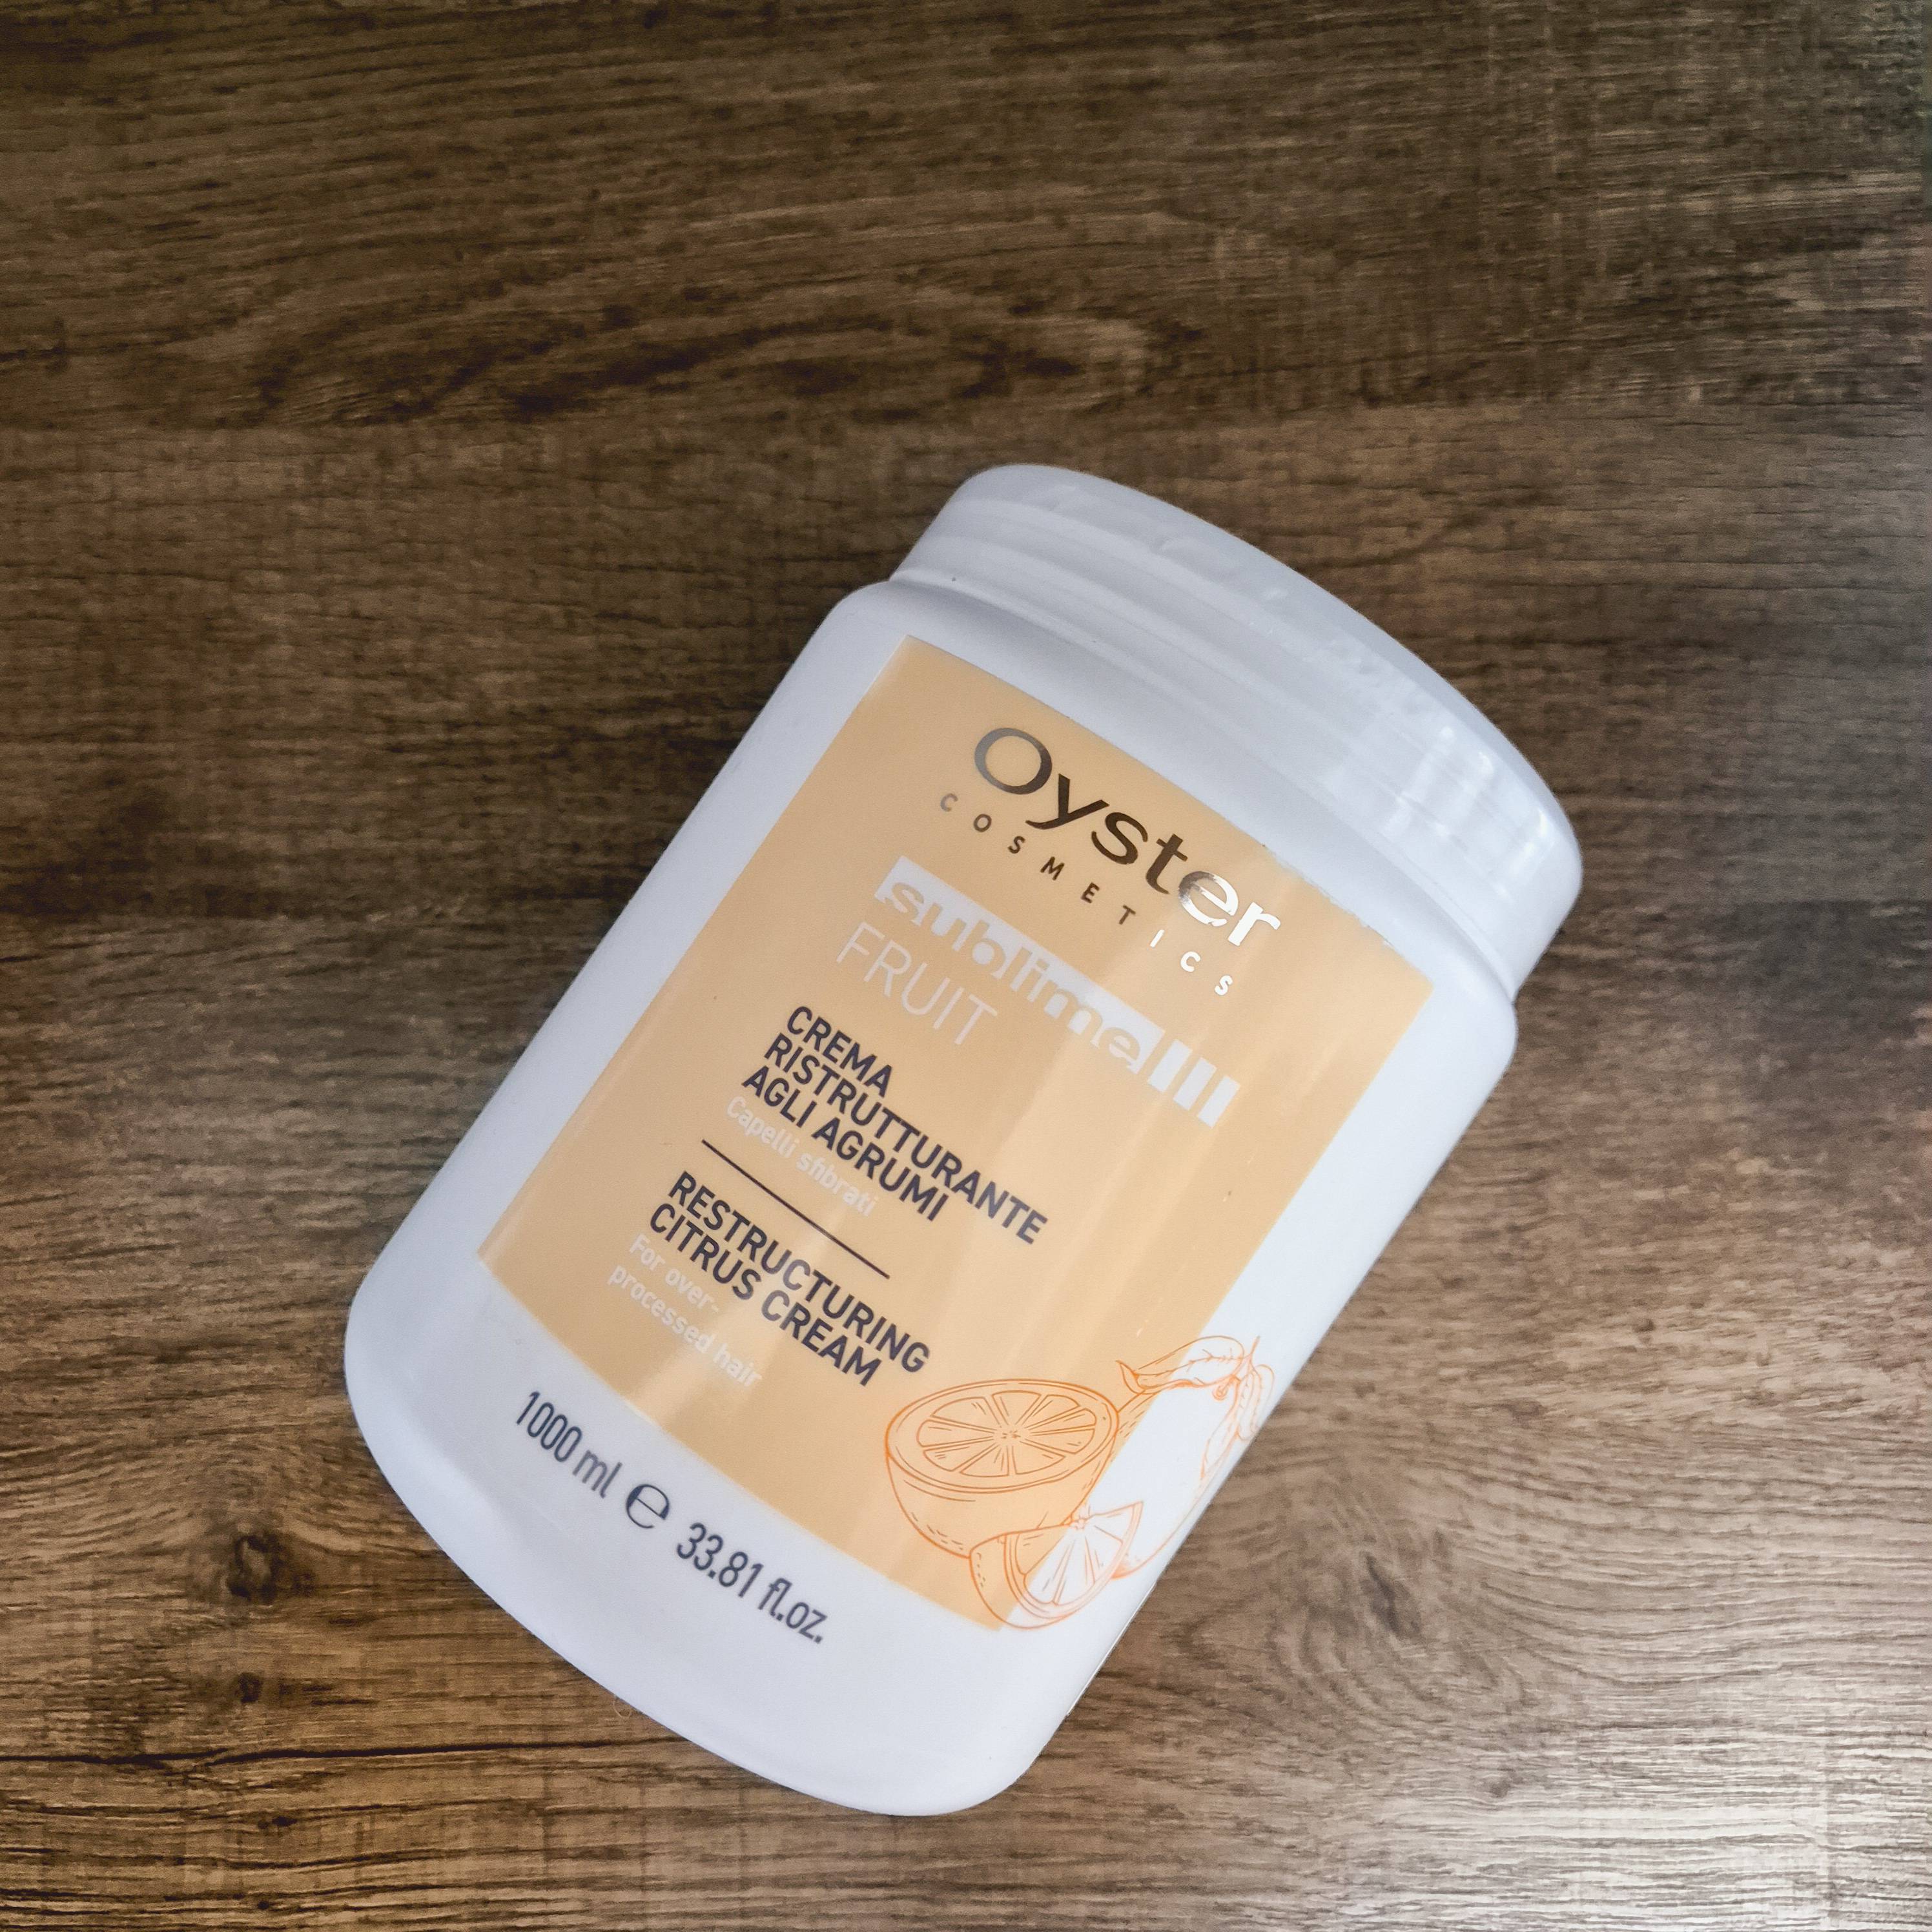 Oyster
COSMETICS
sublime
FRUIT
CREMA
RISTRUTTURANTE
AGLI AGRUMI
Capelli sfibrati
RESTRUCTURING
CITRUS CREAM
For over-
processed hair
1000 ml ℮ 33.81 fl.oz.